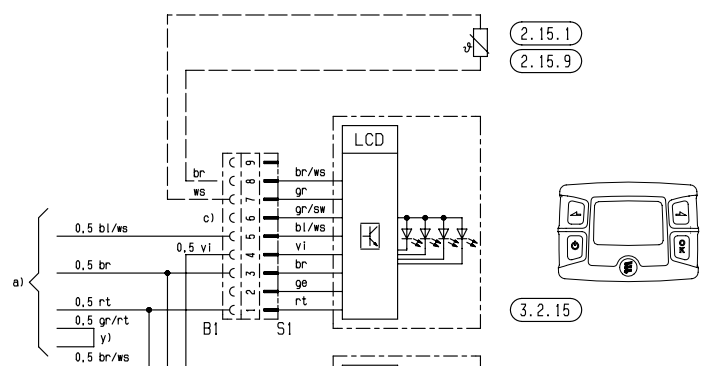 2.15.1
ϑ
2.15.9
LCD
9
br
8
br/ws
ws
7
gr
c)
6
gr/sw
0,5 bl/ws
5
bl/ws
0,5 vi
4
vi
a)
0,5 br
3
br
2
ge
0,5 rt
1
rt
0,5 gr/rt
B1
S1
y)
0,5 br/ws
OK
3.2.15